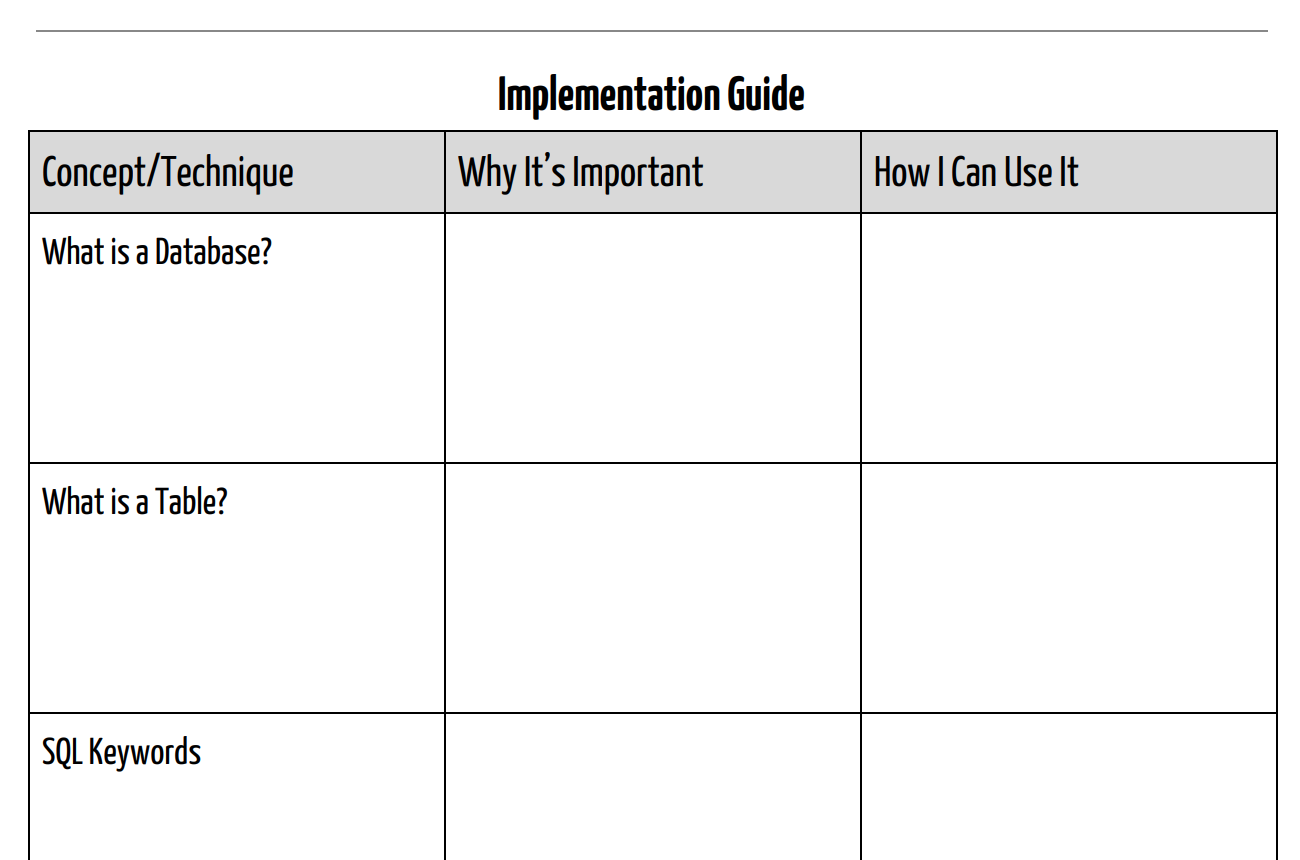 Implementation Guide
Concept/Technique
Why It’s Important
How I Can Use It
What is a Database?
What is a Table?
SQL Keywords